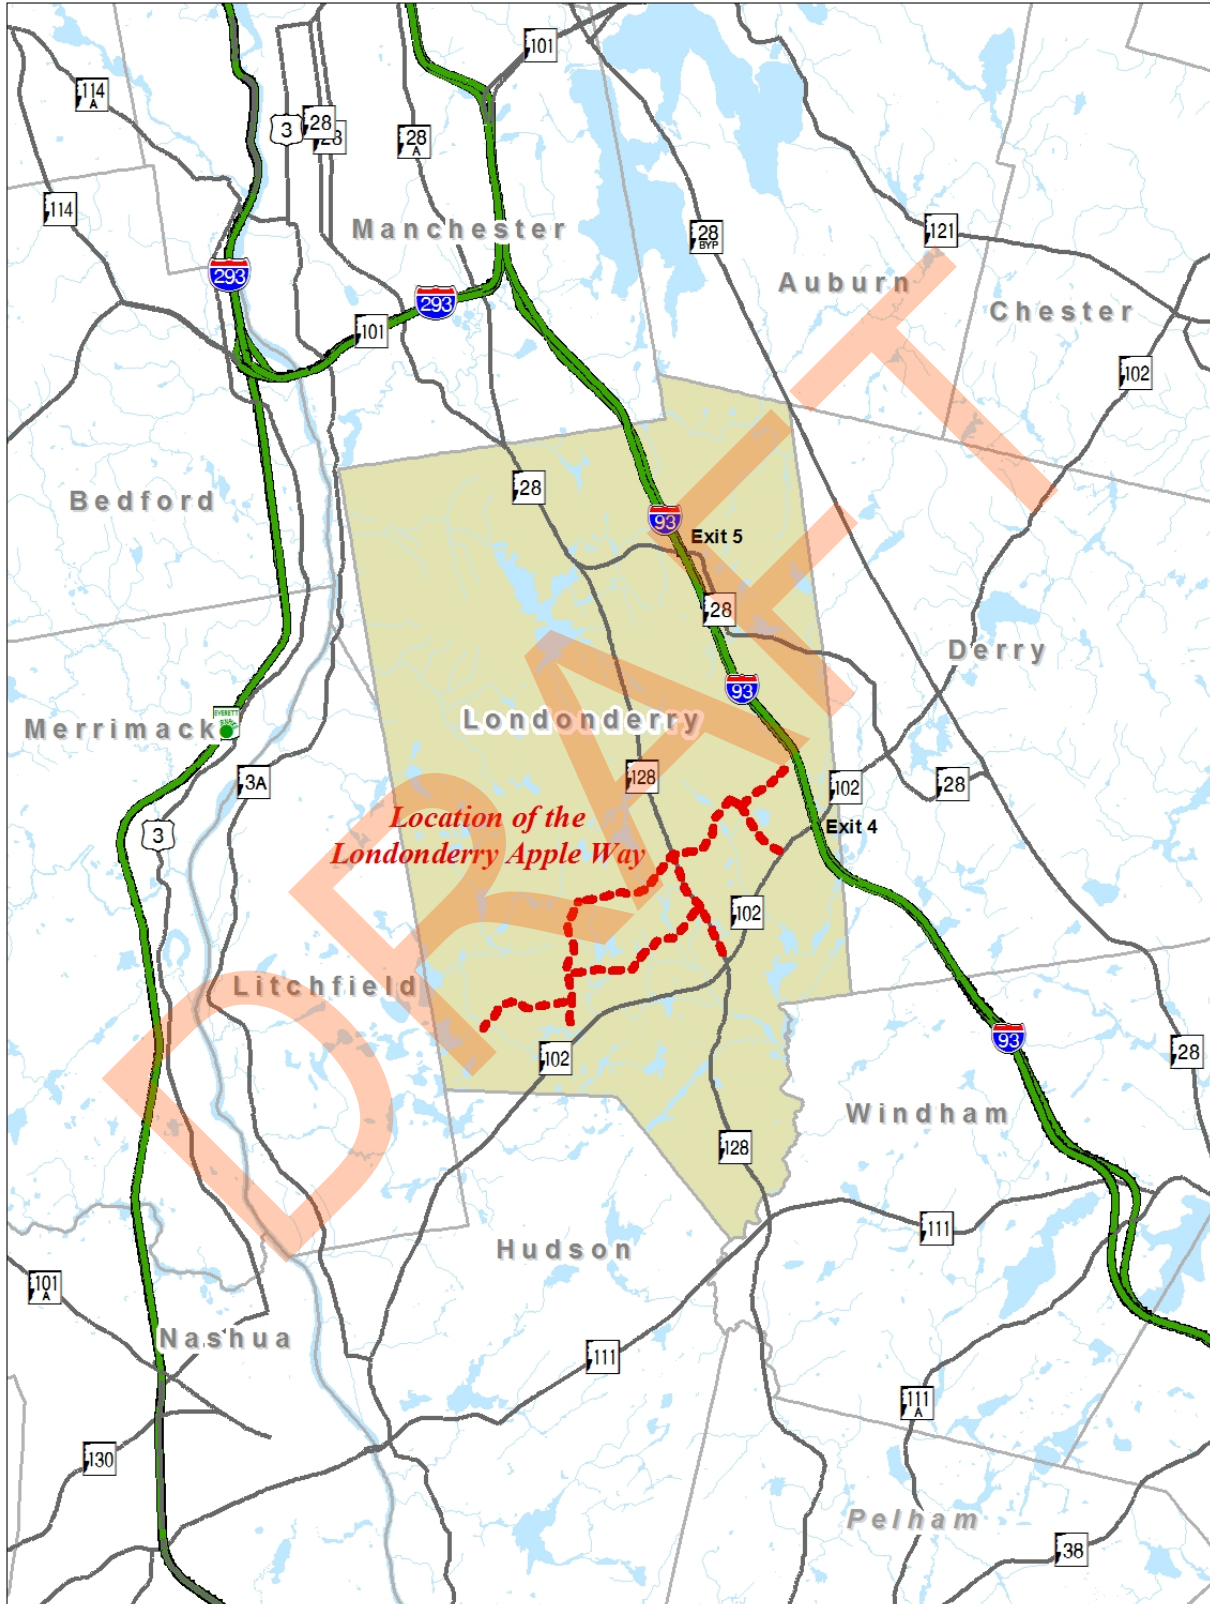 101
114
A
3
28
28
28
A
114
Manchester
28
BYP
121
293
Auburn
293
Chester
101
102
Bedford
28
93
Exit 5
28
Derry
93
Londonderry
Merrimack
EVERETT
128
3A
102
28
Location of the
Londonderry Apple Way
3
Exit 4
102
Litchfield
93
28
102
Windham
128
111
Hudson
101
A
Nashua
111
111
A
130
Pelham
38
DRAFT